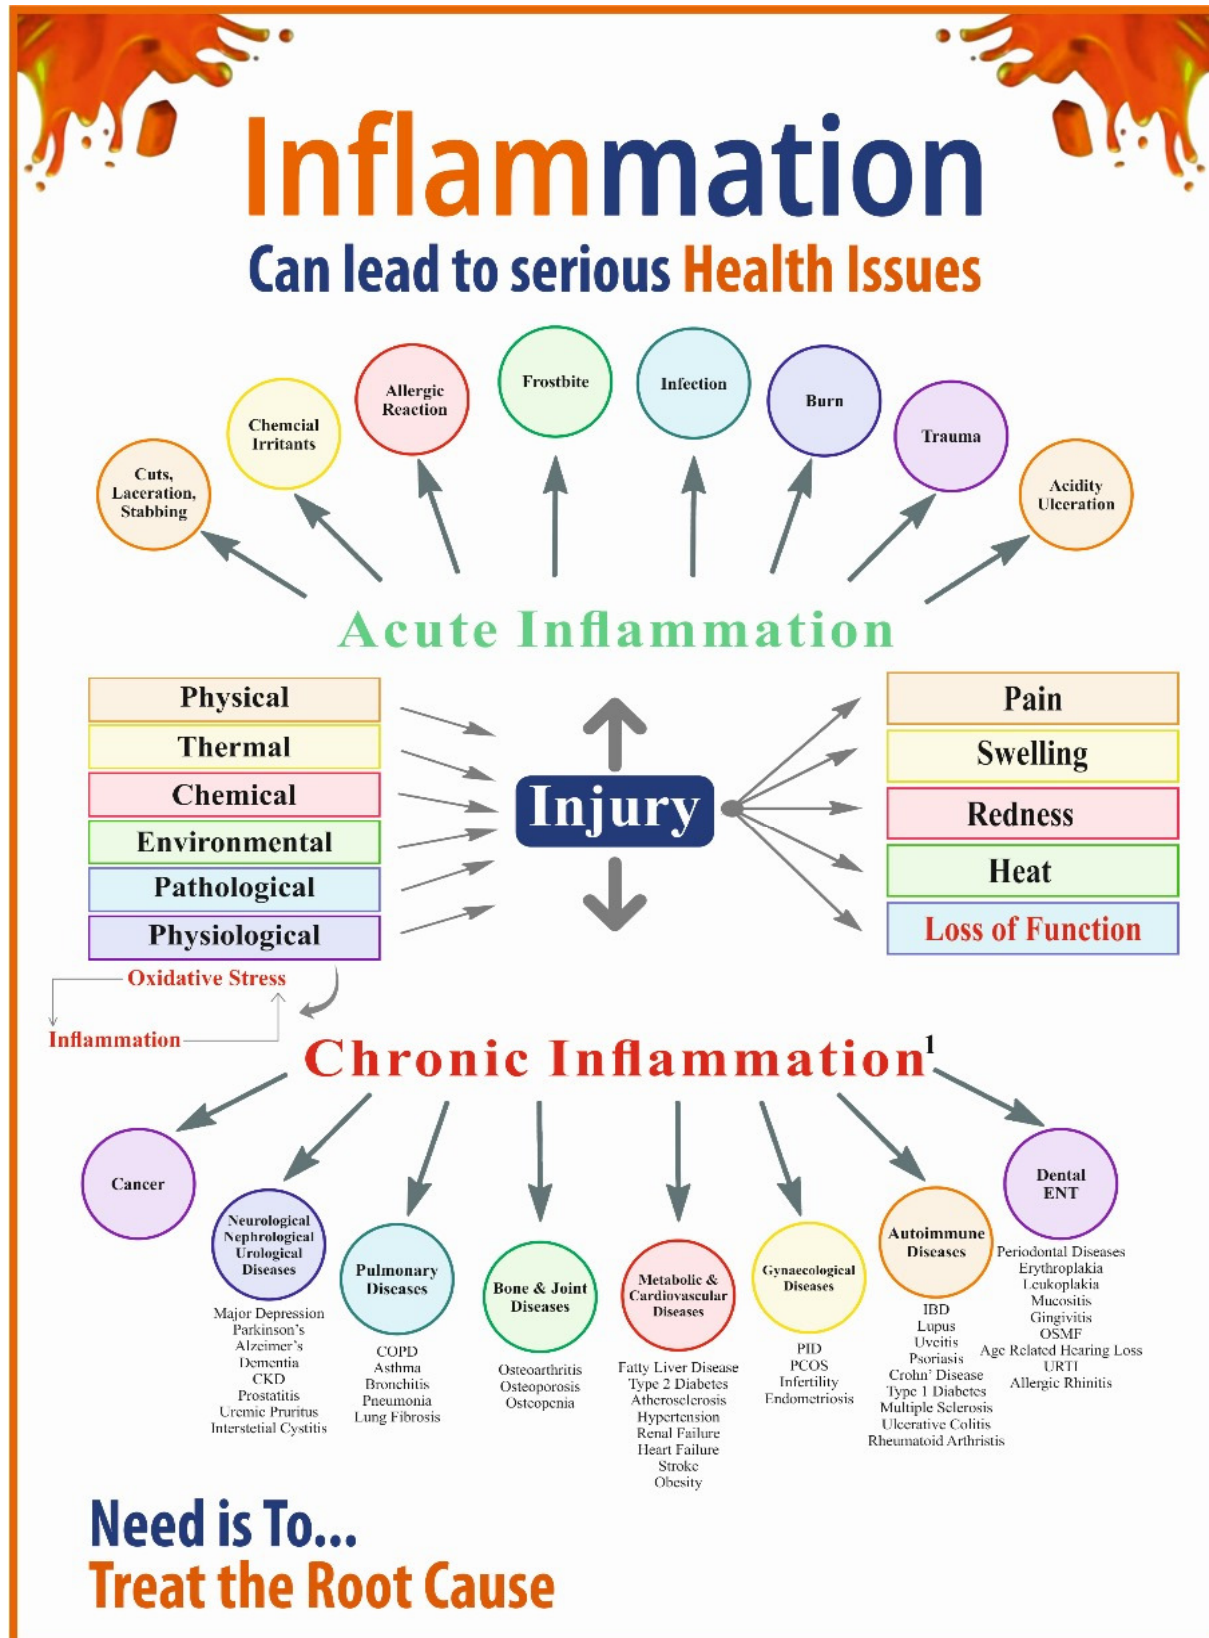 Inflammation
Can lead to serious Health Issues
Cuts,
Laceration,
Stabbing
Chemcial
Irritants
Allergic
Reaction
Frostbite
Infection
Burn
Trauma
Acidity
Ulceration
Acute Inflammation
Physical
Thermal
Chemical
Environmental
Pathological
Physiological
Injury
Pain
Swelling
Redness
Heat
Loss of Function
Oxidative Stress
Inflammation
Chronic Inflammation1
Cancer
Neurological
Nephrological
Urological
Diseases
Major Depression
Parkinson's
Alzeimer's
Dementia
CKD
Prostatitis
Uremic Pruritus
Interstetial Cystitis
Pulmonary
Diseases
COPD
Asthma
Bronchitis
Pneumonia
Lung Fibrosis
Bone & Joint
Diseases
Osteoarthritis
Osteoporosis
Osteopenia
Metabolic &
Cardiovascular
Diseases
Fatty Liver Disease
Type 2 Diabetes
Atherosclerosis
Hypertension
Renal Failure
Heart Failure
Stroke
Obesity
Gynaecological
Diseases
PID
PCOS
Infertility
Endometriosis
Autoimmune
Diseases
IBD
Lupus
Uveitis
Psoriasis
Crohn' Disease
Type 1 Diabetes
Multiple Sclerosis
Ulcerative Colitis
Rheumatoid Arthristis
Dental
ENT
Periodontal Diseases
Erythroplakia
Leukoplakia
Mucositis
Gingivitis
OSMF
Age Related Hearing Loss
URTI
Allergic Rhinitis
Need is To...
Treat the Root Cause